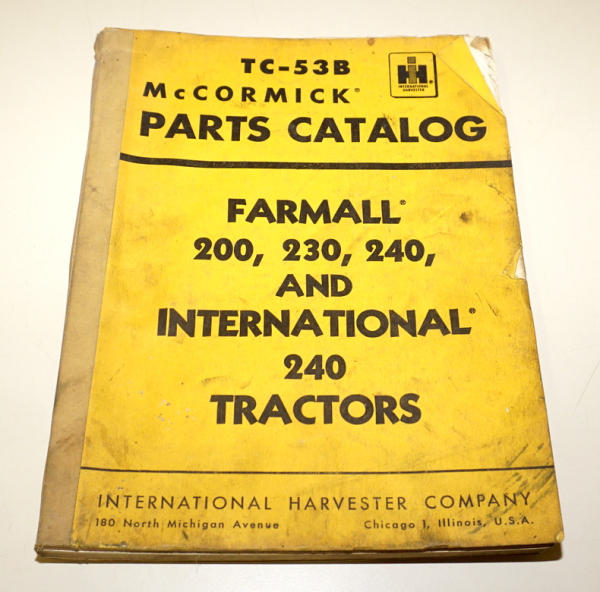 TC-53B
McCORMICK®
PARTS CATALOG
IH
INTERNATIONAL
HARVESTER
FARMALL®
200, 230, 240,
AND
INTERNATIONAL®
240
TRACTORS
INTERNATIONAL HARVESTER COMPANY
180 North Michigan Avenue Chicago 1, Illinois, U.S.A.